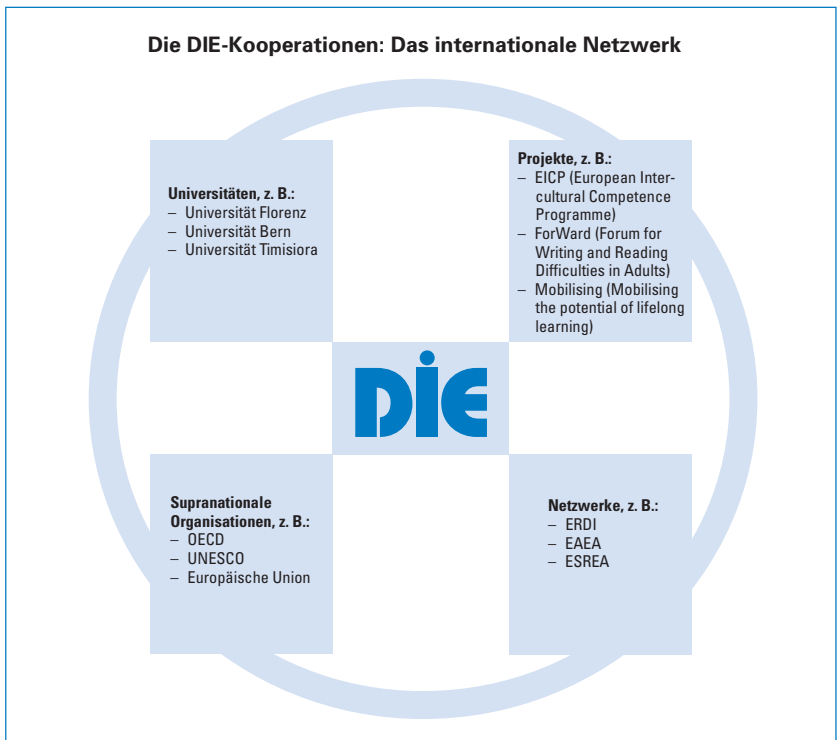 Die DIE-Kooperationen: Das internationale Netzwerk
Universitäten, z. B.:
– Universität Florenz
– Universität Bern
– Universität Timisiora
Projekte, z. B.:
– EICP (European Inter-
cultural Competence
Programme)
– ForWard (Forum for
Writing and Reading
Difficulties in Adults)
– Mobilising (Mobilising
the potential of lifelong
learning)
DiE
Supranationale
Organisationen, z. B.:
– OECD
– UNESCO
– Europäische Union
Netzwerke, z. B.:
– ERDI
– EAEA
– ESREA